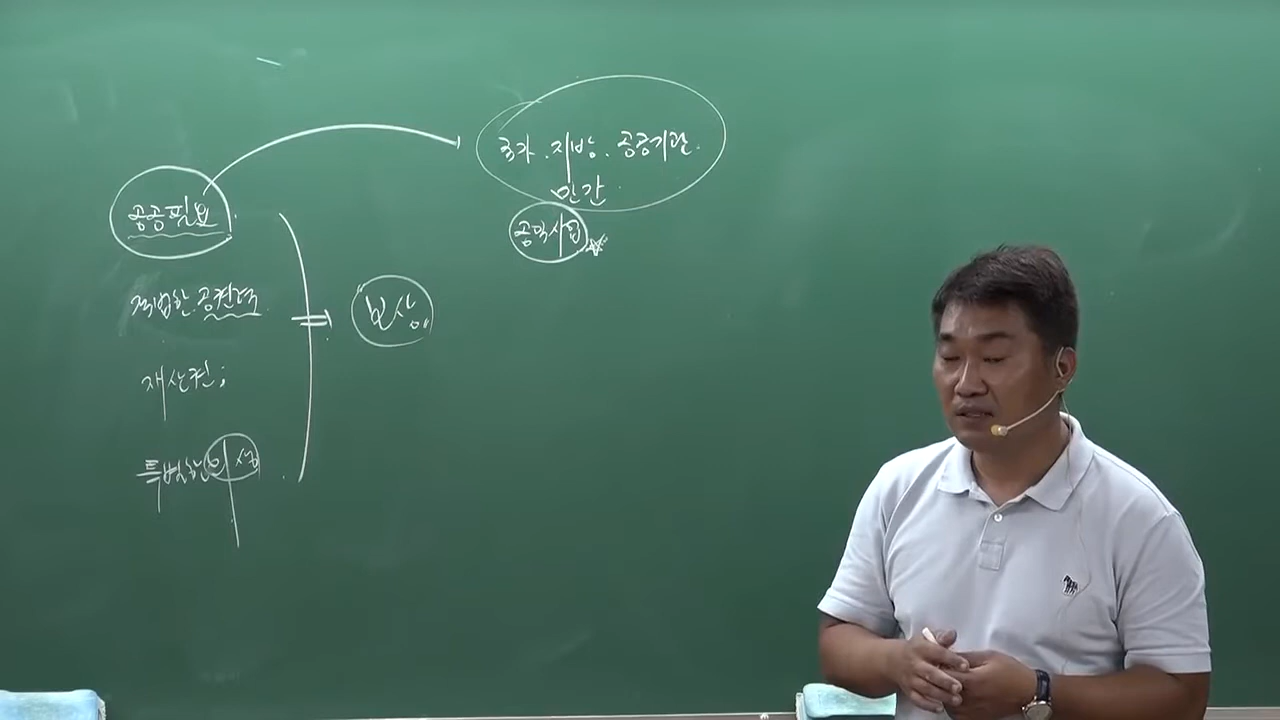 공공필요
적법한 공권력
재산권;
특별한 희생
보상
국가. 지방. 공공기관.
민간
공익사업